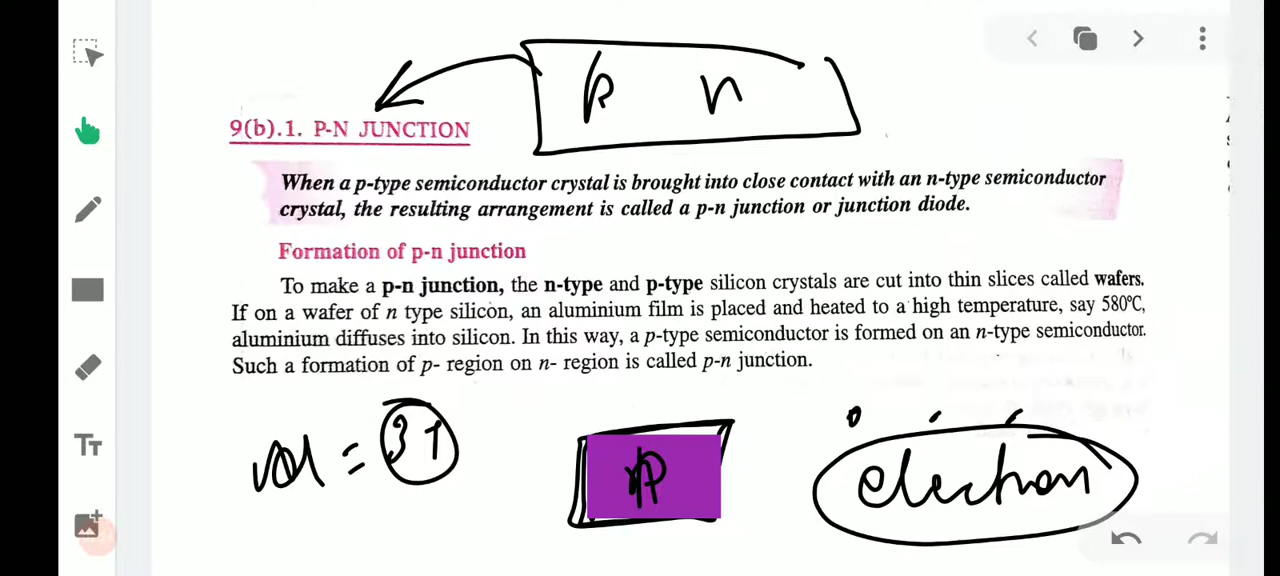 p n
9(b).1. P-N JUNCTION
When a p-type semiconductor crystal is brought into close contact with an n-type semiconductor
crystal, the resulting arrangement is called a p-n junction or junction diode.
Formation of p-n junction
To make a p-n junction, the n-type and p-type silicon crystals are cut into thin slices called wafers.
If on a wafer of n type silicon, an aluminium film is placed and heated to a high temperature, say 580ºC,
aluminium diffuses into silicon. In this way, a p-type semiconductor is formed on an n-type semiconductor.
Such a formation of p- region on n- region is called p-n junction.
= 3
electron
TT